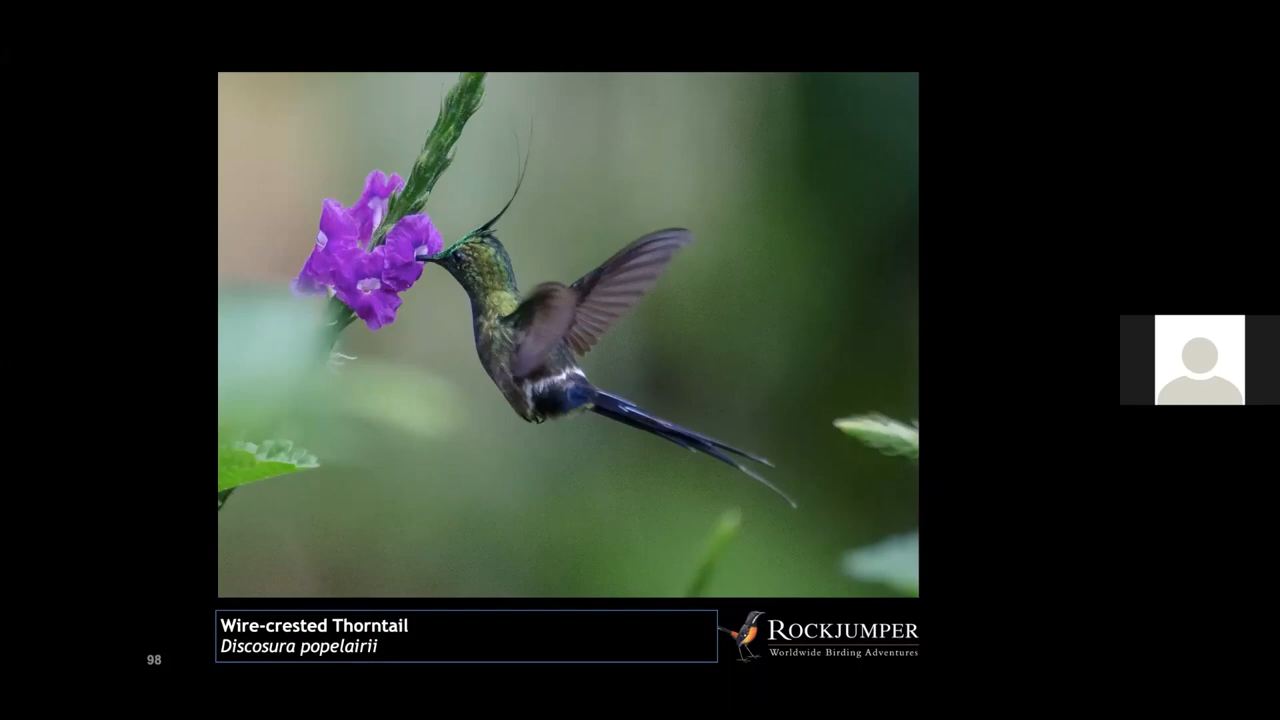 Wire-crested Thorntail
Discosura popelairii
ROCKJUMPER
Worldwide Birding Adventures
98